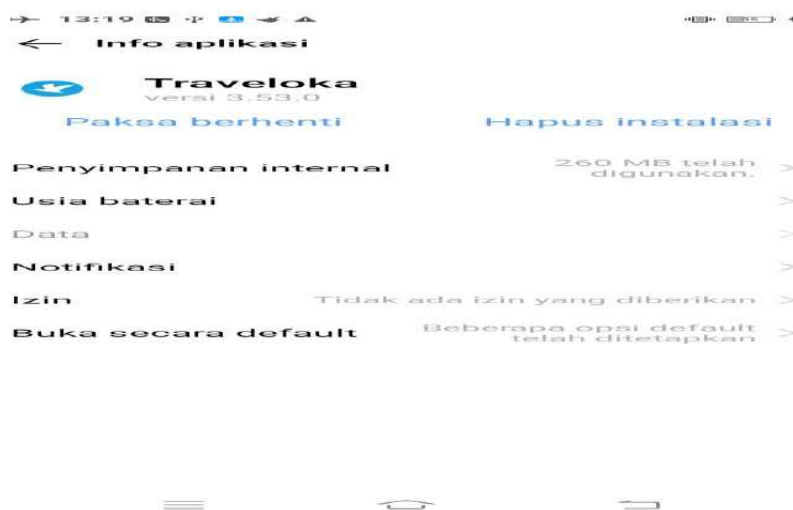 13:19
Info aplikasi
Traveloka
versi 3.53.0
Paksa berhenti Hapus instalasi
Penyimpanan internal 260 MB telah digunakan.
Usia baterai
Data
Notifikasi
Izin Tidak ada izin yang diberikan
Buka secara default Beberapa opsi default telah ditetapkan